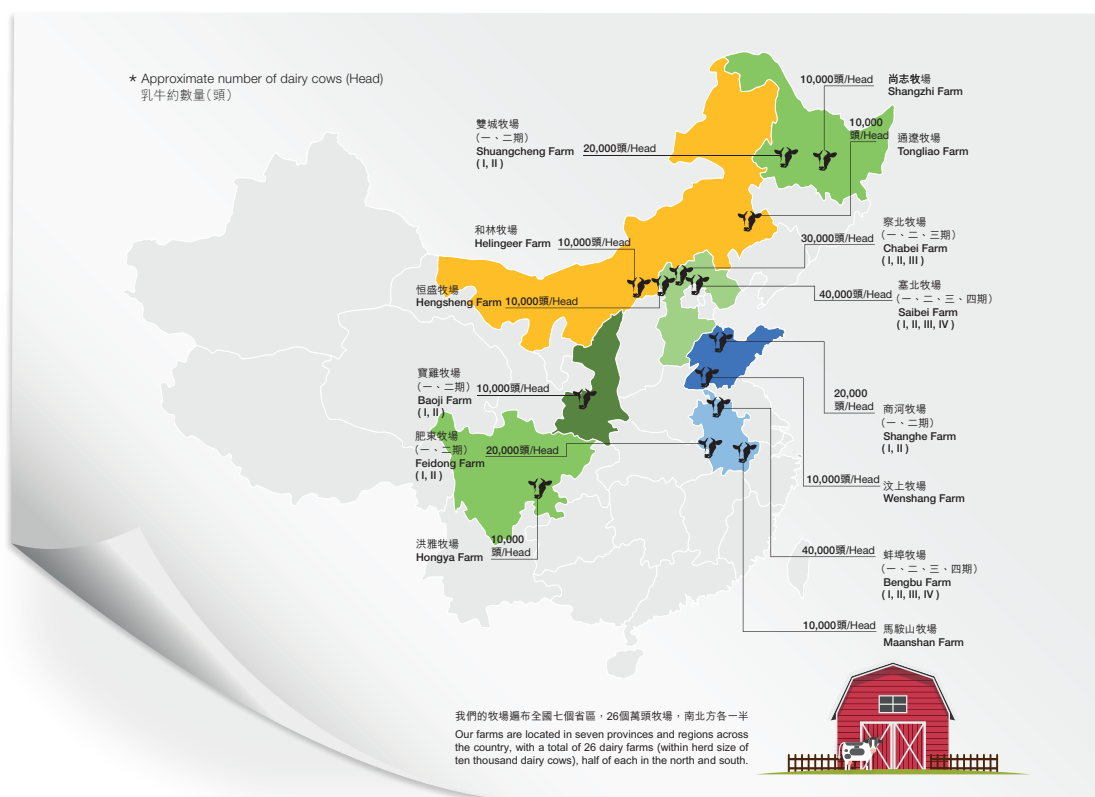 * Approximate number of dairy cows (Head)
乳牛約數量(頭)
雙城牧場
(一、二期)
Shuangcheng Farm
( I, II )
20,000頭/Head
10,000頭/Head
尚志牧場
Shangzhi Farm
10,000
頭/Head
通遼牧場
Tongliao Farm
和林牧場
Helingeer Farm
10,000頭/Head
30,000頭/Head
察北牧場
(一、二、三期)
Chabei Farm
( I, II, III )
恒盛牧場
Hengsheng Farm
10,000頭/Head
40,000頭/Head
塞北牧場
(一、二、三、四期)
Saibei Farm
( I, II, III, IV )
寶雞牧場
(一、二期)
Baoji Farm
( I, II )
10,000頭/Head
20,000
頭/Head
商河牧場
(一、二期)
Shanghe Farm
( I, II )
肥東牧場
(一、二期)
Feidong Farm
( I, II )
20,000頭/Head
10,000頭/Head
汶上牧場
Wenshang Farm
洪雅牧場
Hongya Farm
10,000
頭/Head
40,000頭/Head
蚌埠牧場
(一、二、三、四期)
Bengbu Farm
( I, II, III, IV )
10,000頭/Head
馬鞍山牧場
Maanshan Farm
我們的牧場遍布全國七個省區，26個萬頭牧場，南北方各一半
Our farms are located in seven provinces and regions across
the country, with a total of 26 dairy farms (within herd size of
ten thousand dairy cows), half of each in the north and south.